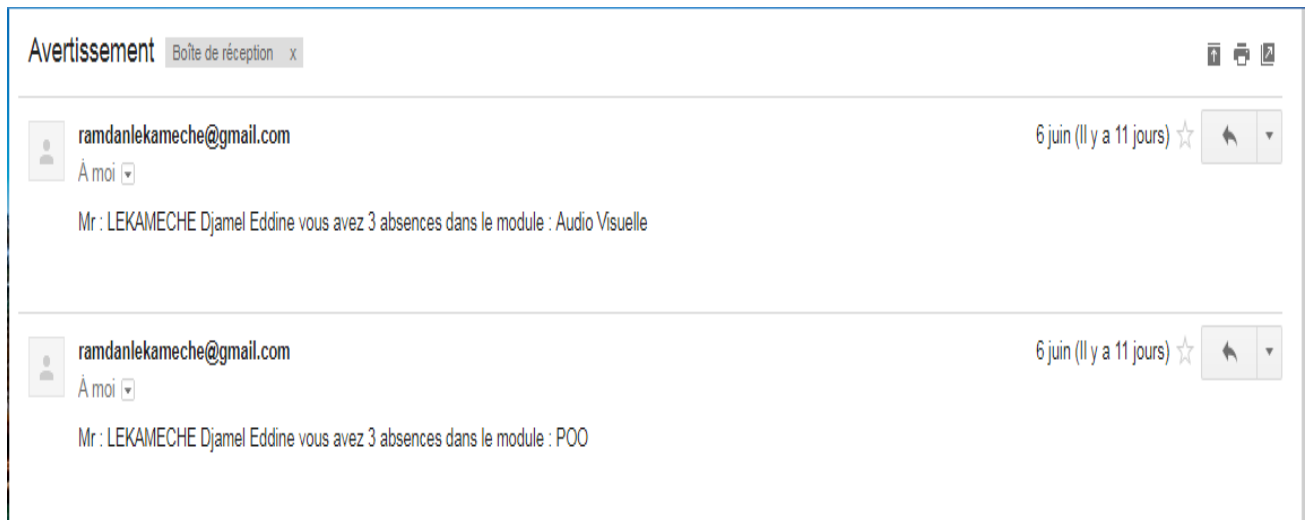 Avertissement Boîte de réception x
ramdanlekameche@gmail.com 6 juin (Il y a 11 jours)
À moi
Mr : LEKAMECHE Djamel Eddine vous avez 3 absences dans le module : Audio Visuelle
ramdanlekameche@gmail.com 6 juin (Il y a 11 jours)
À moi
Mr : LEKAMECHE Djamel Eddine vous avez 3 absences dans le module : POO